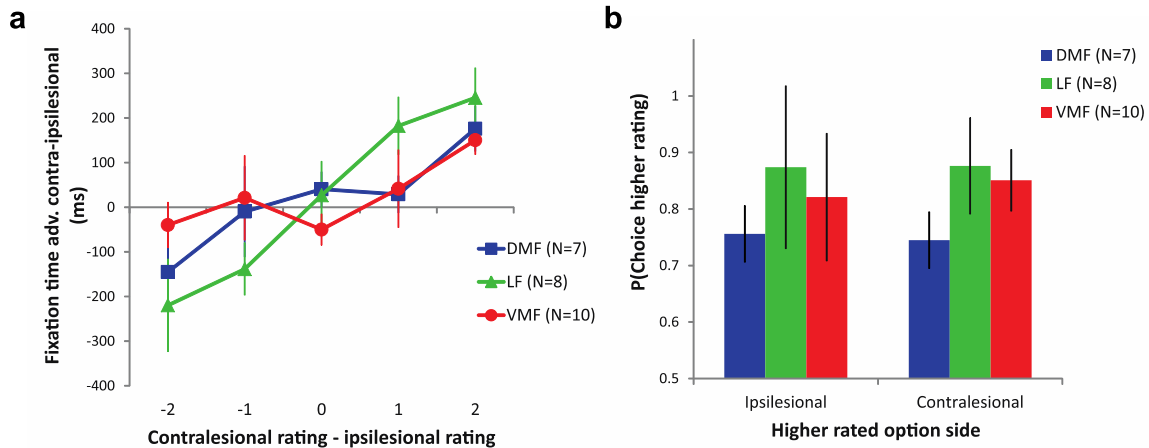 a
Fixation time adv. contra-ipsilesional
(ms)
400
300
200
100
0
-100
-200
-300
-400
-2 -1 0 1 2
Contralesional rating - ipsilesional rating
DMF (N=7)
LF (N=8)
VMF (N=10)
b
P(Choice higher rating)
1
0.9
0.8
0.7
0.6
0.5
Ipsilesional Contralesional
Higher rated option side
DMF (N=7)
LF (N=8)
VMF (N=10)